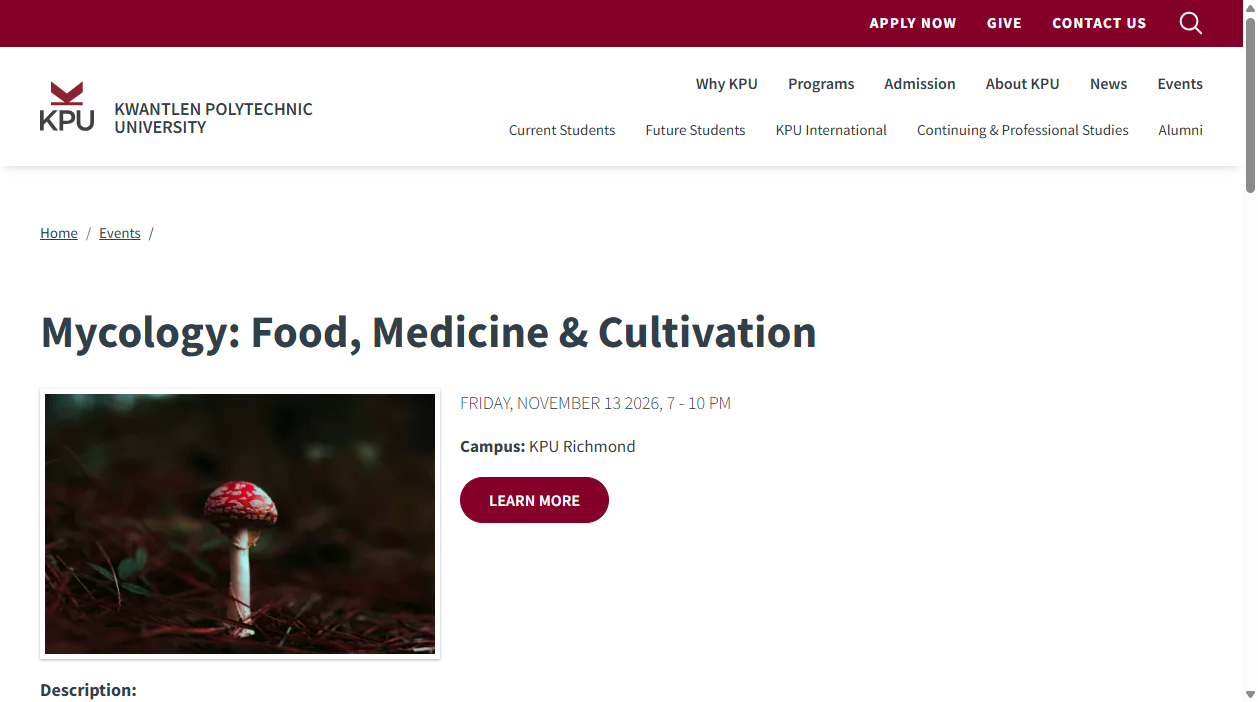 APPLY NOW GIVE CONTACT US
KPU
KWANTLEN POLYTECHNIC
UNIVERSITY
Why KPU Programs Admission About KPU News Events
Current Students Future Students KPU International Continuing & Professional Studies Alumni
Home / Events /
Mycology: Food, Medicine & Cultivation
FRIDAY, NOVEMBER 13 2026, 7 - 10 PM
Campus: KPU Richmond
LEARN MORE
Description: